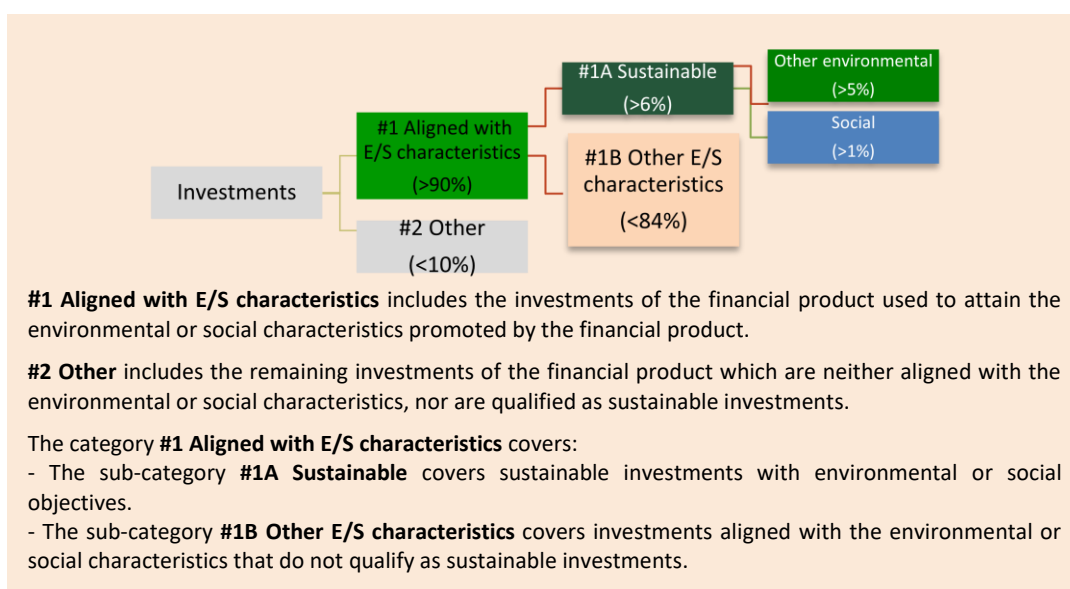 #1A Sustainable
(>6%)
Other environmental
(>5%)
Social
(>1%)
#1 Aligned with
E/S characteristics
(>90%)
#1B Other E/S
characteristics
(<84%)
Investments
#2 Other
(<10%)
#1 Aligned with E/S characteristics includes the investments of the financial product used to attain the
environmental or social characteristics promoted by the financial product.
#2 Other includes the remaining investments of the financial product which are neither aligned with the
environmental or social characteristics, nor are qualified as sustainable investments.
The category #1 Aligned with E/S characteristics covers:
- The sub-category #1A Sustainable covers sustainable investments with environmental or social
objectives.
- The sub-category #1B Other E/S characteristics covers investments aligned with the environmental or
social characteristics that do not qualify as sustainable investments.